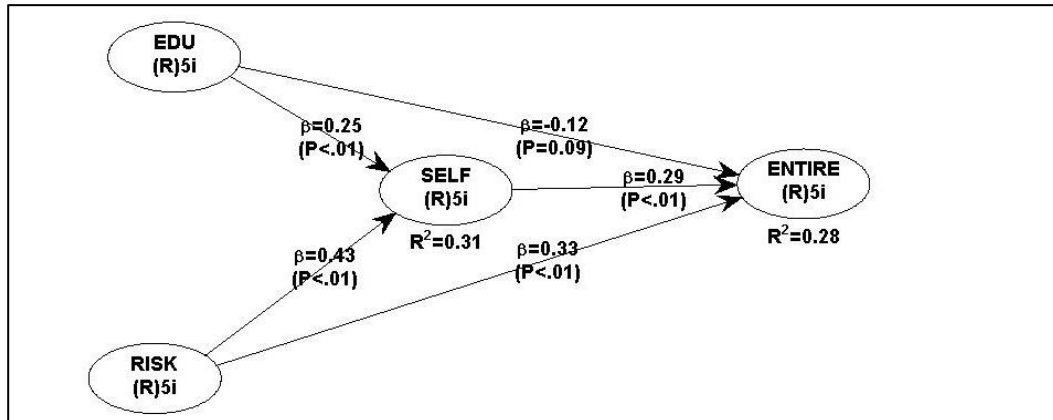 EDU
(R)5i
β=0.25
(P<.01)
β=-0.12
(P=0.09)
SELF
(R)5i
R²=0.31
β=0.29
(P<.01)
ENTIRE
(R)5i
R²=0.28
β=0.43
(P<.01)
β=0.33
(P<.01)
RISK
(R)5i